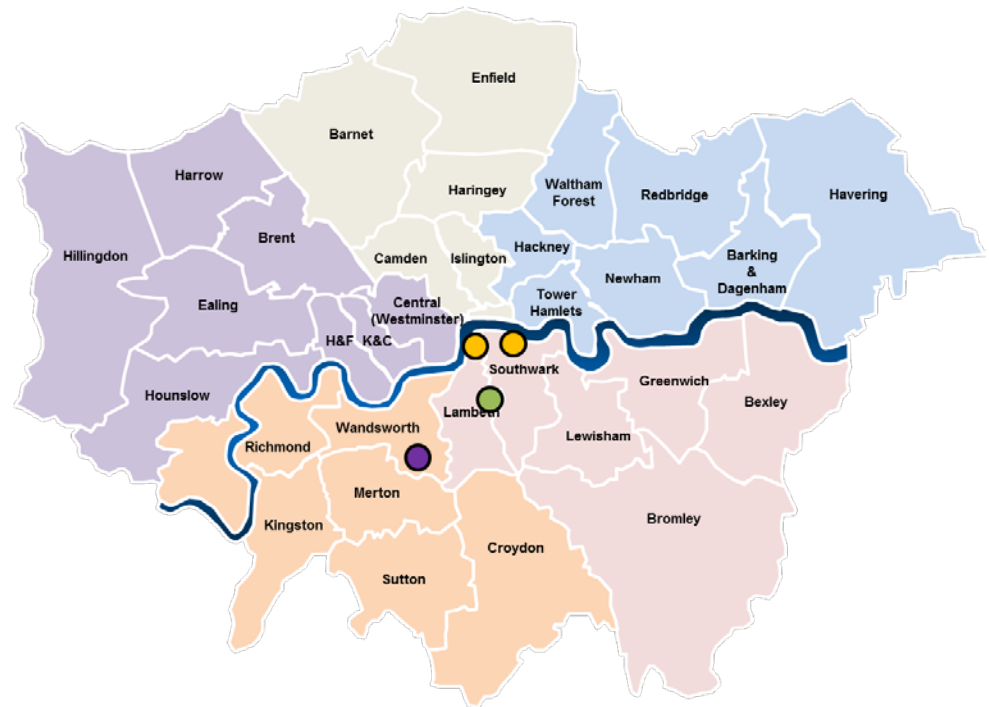 Enfield
Barnet
Harrow
Haringey
Waltham
Forest
Redbridge
Havering
Brent
Hillingdon
Camden
Islington
Hackney
Newham
Barking
&
Dagenham
Ealing
Central
(Westminster)
Tower
Hamlets
H&F
K&C
Southwark
Greenwich
Hounslow
Bexley
Lambeth
Wandsworth
Lewisham
Richmond
Merton
Kingston
Bromley
Croydon
Sutton